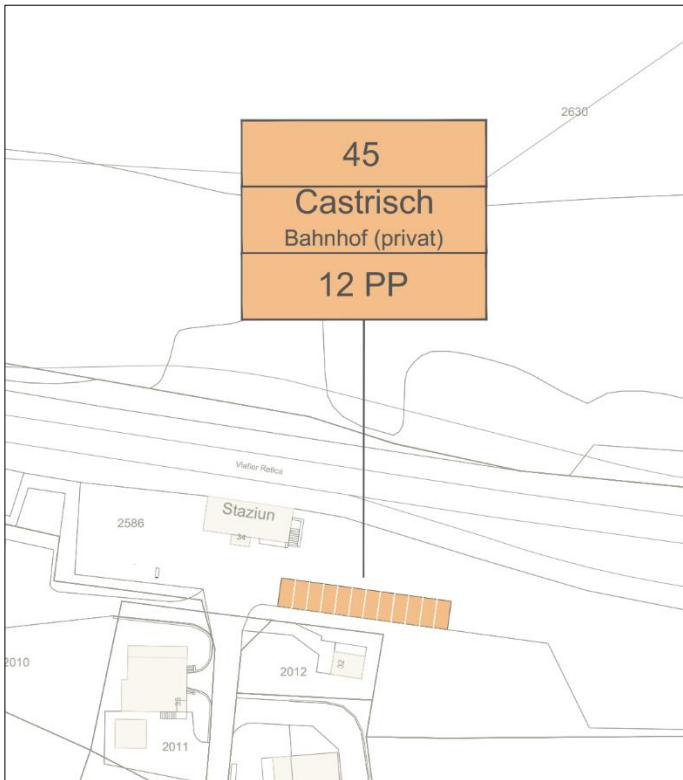 2630
45
Castrisch
Bahnhof (privat)
12 PP
Viafier Retica
Staziun
34
2586
2010
2012
32
2011